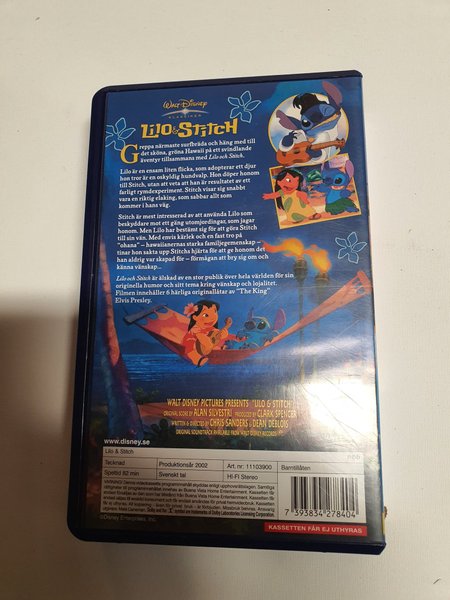 WALT DISNEY
KLASSIKER
LILO & STITCH
Greppa närmaste surfbräda och häng med till
det sköna, gröna Hawaii på ett svindlande
äventyr tillsammans med Lilo och Stitch.
Lilo är en ensam liten flicka, som adopterar ett djur
hon tror är en oskyldig hundvalp. Hon döper honom
till Stitch, utan att veta att han är resultatet av ett
farligt rymdexperiment. Stitch visar sig snabbt
vara en riktig elaking, som sabbar allt som
kommer i hans väg.
Stitch är mest intresserad av att använda Lilo som
beskyddare mot ett gäng utomjordingar, som jagar
honom. Men Lilo har bestämt sig för att göra Stitch
till sin vän. Med envis kärlek och en fast tro på
"ohana" – hawaiianernas starka familjegemenskap –
tinar hon sakta upp Stitchs hjärta för att ge honom det
han aldrig var skapad för – förmågan att bry sig om och
känna vänskap...
Lilo och Stitch är älskad av en stor publik över hela världen för sin
originella humor och sitt tema kring vänskap och lojalitet.
Filmen innehåller 6 härliga originallåtar av "The King"
Elvis Presley.
WALT DISNEY PICTURES PRESENTS "LILO & STITCH"
ORIGINAL SCORE BY ALAN SILVESTRI PRODUCED BY CLARK SPENCER
WRITTEN & DIRECTED BY CHRIS SANDERS & DEAN DEBLOIS
ORIGINAL SOUNDTRACK AVAILABLE FROM WALT DISNEY RECORDS
www.disney.se
Lilo & Stitch
Tecknad Produktionsår 2002 Art. nr: 11103900 Barntillåten
Speltid 82 min Svenskt tal HI-FI Stereo
©Disney Enterprises, Inc.
7 393834 278404
KASSETTEN FÅR EJ UTHYRAS